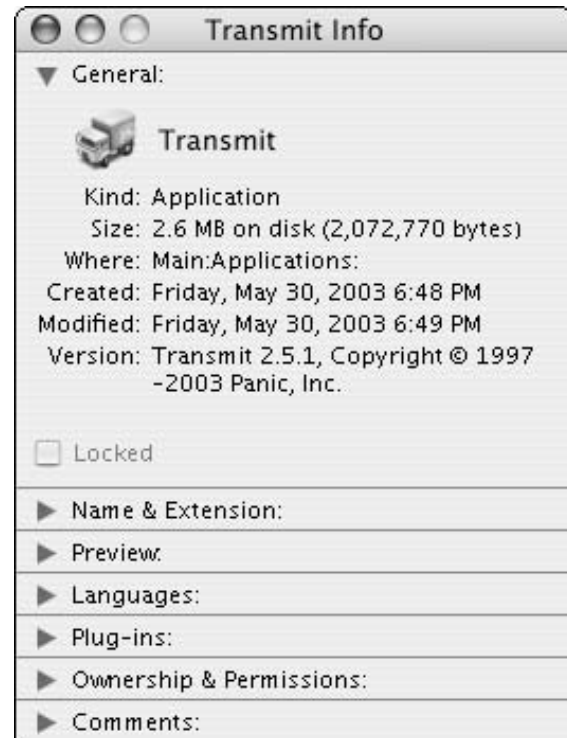 Transmit Info
General:
Transmit
Kind: Application
Size: 2.6 MB on disk (2,072,770 bytes)
Where: Main:Applications:
Created: Friday, May 30, 2003 6:48 PM
Modified: Friday, May 30, 2003 6:49 PM
Version: Transmit 2.5.1, Copyright © 1997
-2003 Panic, Inc.
Locked
Name & Extension:
Preview:
Languages:
Plug-ins:
Ownership & Permissions:
Comments: